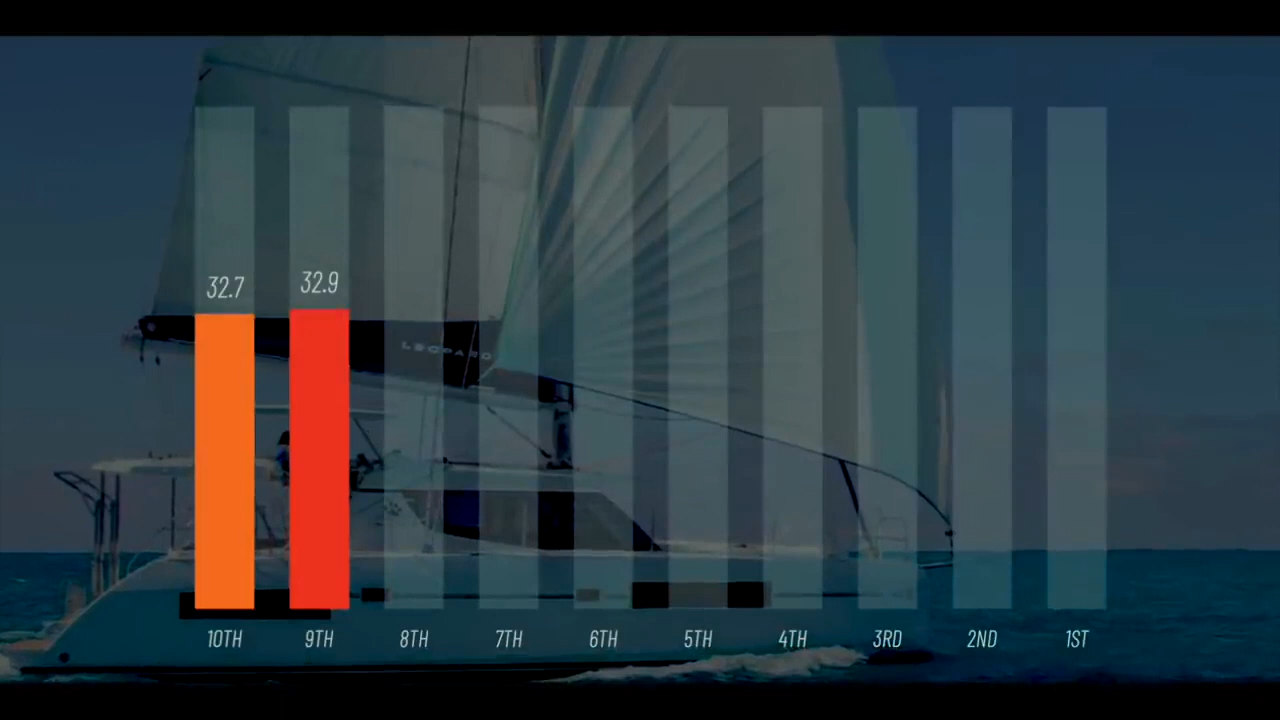 32.7
32.9
LEOPARD
10TH
9TH
8TH
7TH
6TH
5TH
4TH
3RD
2ND
1ST